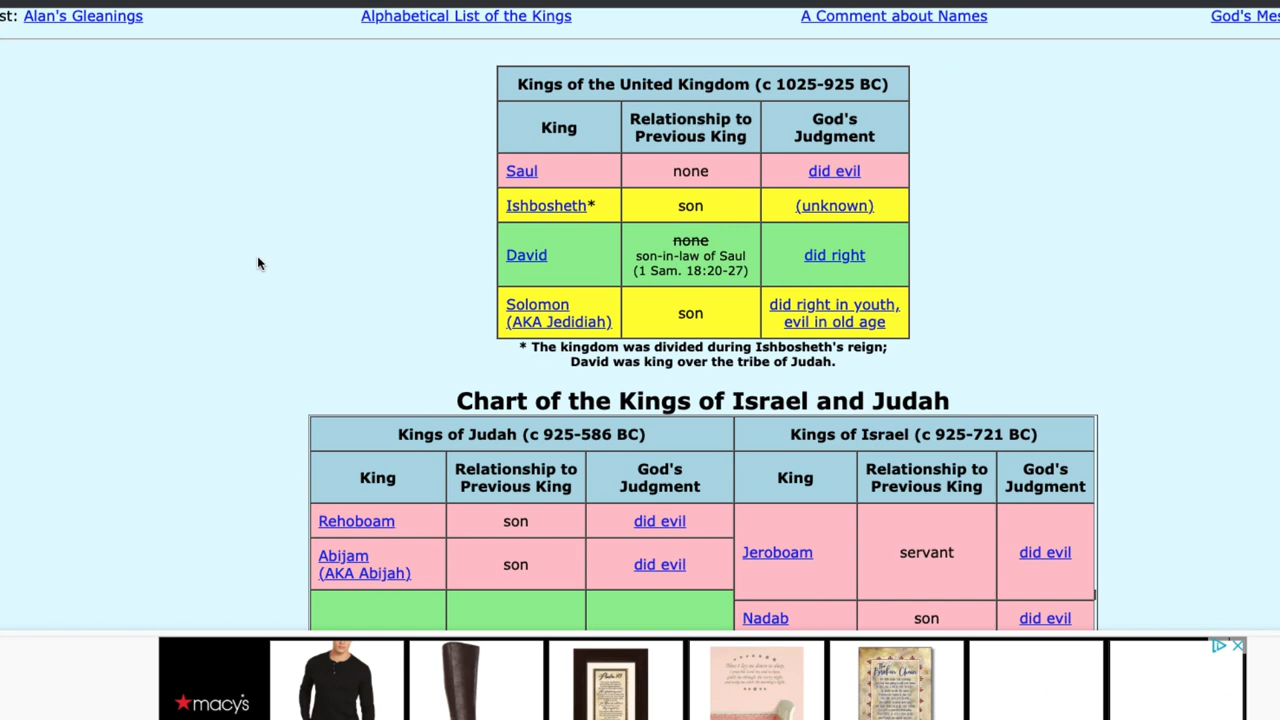 st: Alan's Gleanings Alphabetical List of the Kings A Comment about Names God's Mes
Kings of the United Kingdom (c 1025-925 BC)
King Relationship to Previous King God's Judgment
Saul none did evil
Ishbosheth* son (unknown)
David none son-in-law of Saul (1 Sam. 18:20-27) did right
Solomon (AKA Jedidiah) son did right in youth, evil in old age
* The kingdom was divided during Ishbosheth's reign;
David was king over the tribe of Judah.
Chart of the Kings of Israel and Judah
Kings of Judah (c 925-586 BC) Kings of Israel (c 925-721 BC)
King Relationship to Previous King God's Judgment King Relationship to Previous King God's Judgment
Rehoboam son did evil
Jeroboam servant did evil
Abijam (AKA Abijah) son did evil
Nadab son did evil
macys